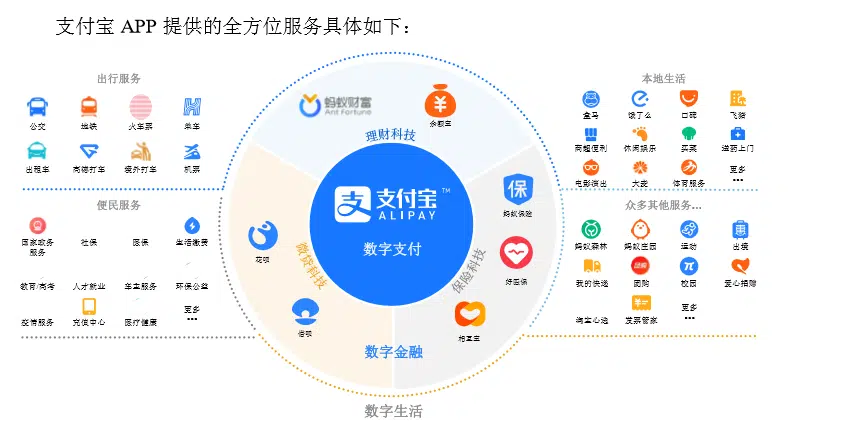 支付宝 APP 提供的全方位服务具体如下：
出行服务
公交 地铁 火车票 单车
出租车 高德打车 境外打车 机票
便民服务
国家政务服务 社保 医保 生活缴费
教育/高考 人才就业 车主服务 环保公益
疫情服务 充值中心 医疗健康 更多
蚂蚁财富
Ant Fortune
余额宝
理财科技
支付宝™
ALIPAY
数字支付
微贷科技
花呗
借呗
保险科技
保
蚂蚁保险
好医保
相互宝
数字金融
数字生活
本地生活
盒马 饿了么 口碑 飞猪
商超便利 休闲娱乐 买菜 送药上门
电影演出 大麦 体育服务 更多
众多其他服务...
蚂蚁森林 蚂蚁庄园 运动 出境
我的快递 团购 校园 爱心捐赠
淘宝心选 发票管家 更多